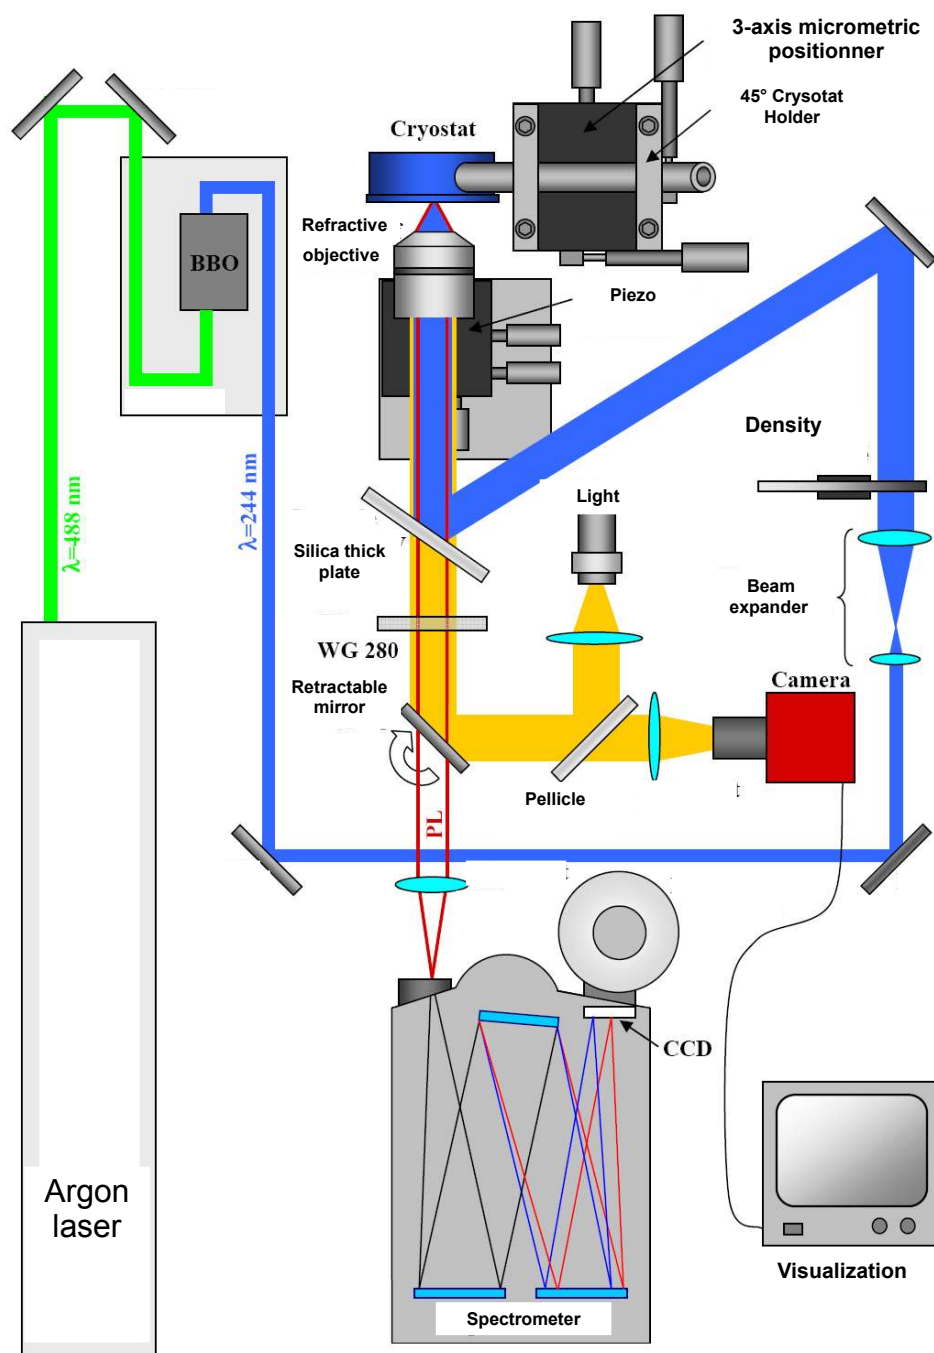 3-axis micrometric
positionner
45° Crysotat
Holder
Cryostat
Refractive
objective
BBO
Piezo
Density
λ=488 nm
λ=244 nm
Light
Silica thick
plate
Beam
expander
WG 280
Retractable
mirror
Camera
Pellicle
PL
CCD
Argon
laser
Visualization
Spectrometer